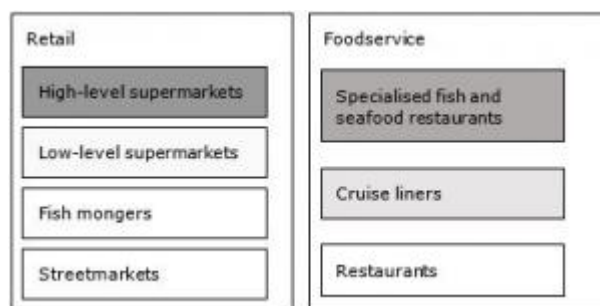 Retail
High-level supermarkets
Low-level supermarkets
Fish mongers
Streetmarkets
Foodservice
Specialised fish and
seafood restaurants
Cruise liners
Restaurants